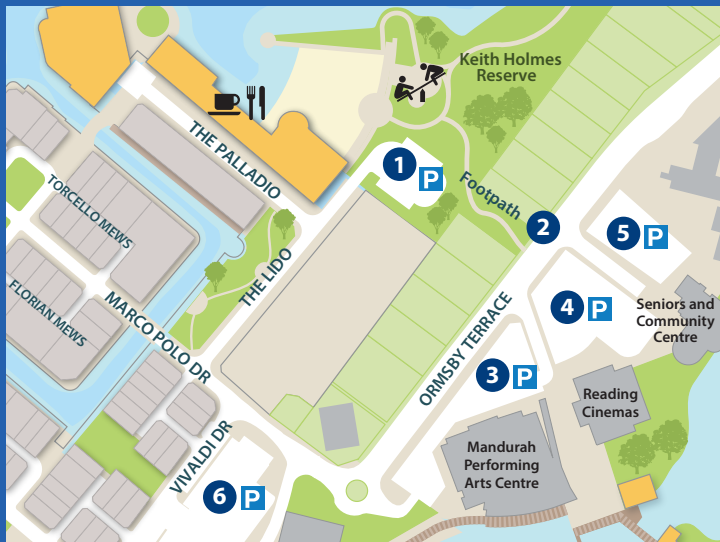 Keith Holmes
Reserve
THE PALLADIO
1
P
TORCELLO MEWS
Footpath
2
5
P
THE LIDO
FLORIAN MEWS
MARCO POLO DR
4
P
Seniors and
Community
Centre
ORMSBY TERRACE
3
P
Reading
Cinemas
VIVALDI DR
Mandurah
Performing
Arts Centre
6
P